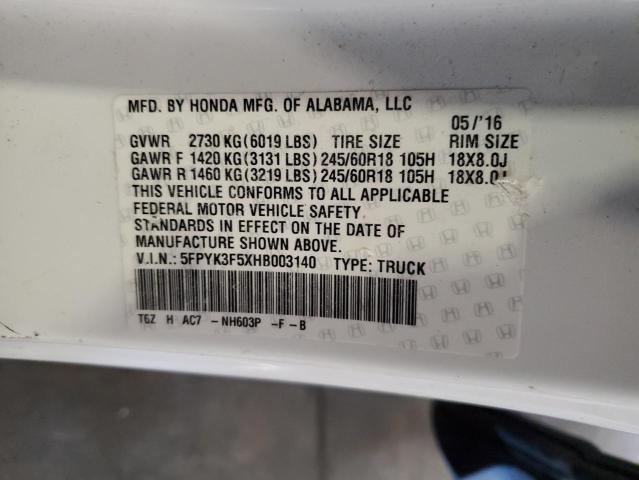 MFD. BY HONDA MFG. OF ALABAMA, LLC
05/'16
GVWR 2730 KG (6019 LBS) TIRE SIZE RIM SIZE
GAWR F 1420 KG (3131 LBS) 245/60R18 105H 18X8.0J
GAWR R 1460 KG (3219 LBS) 245/60R18 105H 18X8.0J
THIS VEHICLE CONFORMS TO ALL APPLICABLE
FEDERAL MOTOR VEHICLE SAFETY
STANDARDS IN EFFECT ON THE DATE OF
MANUFACTURE SHOWN ABOVE.
V.I.N.: 5FPYK3F5XHB003140 TYPE: TRUCK
T6Z H AC7 - NH603P -F -B